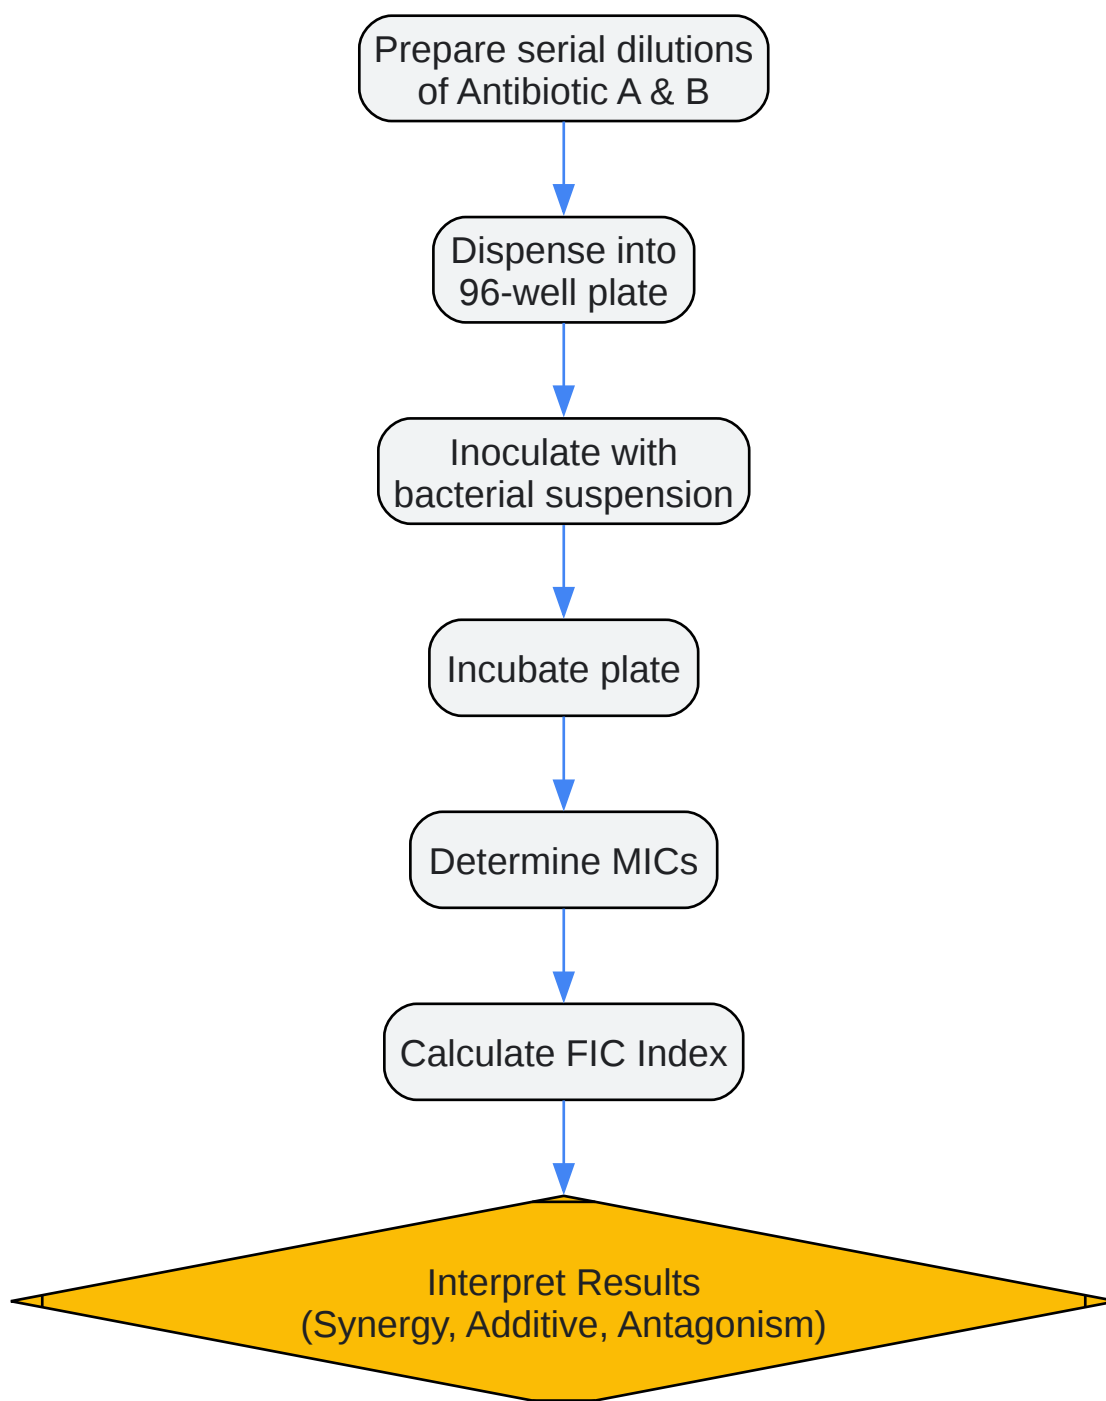 Prepare serial dilutions
of Antibiotic A & B
Dispense into
96-well plate
Inoculate with
bacterial suspension
Incubate plate
Determine MICs
Calculate FIC Index
Interpret Results
(Synergy, Additive, Antagonism)